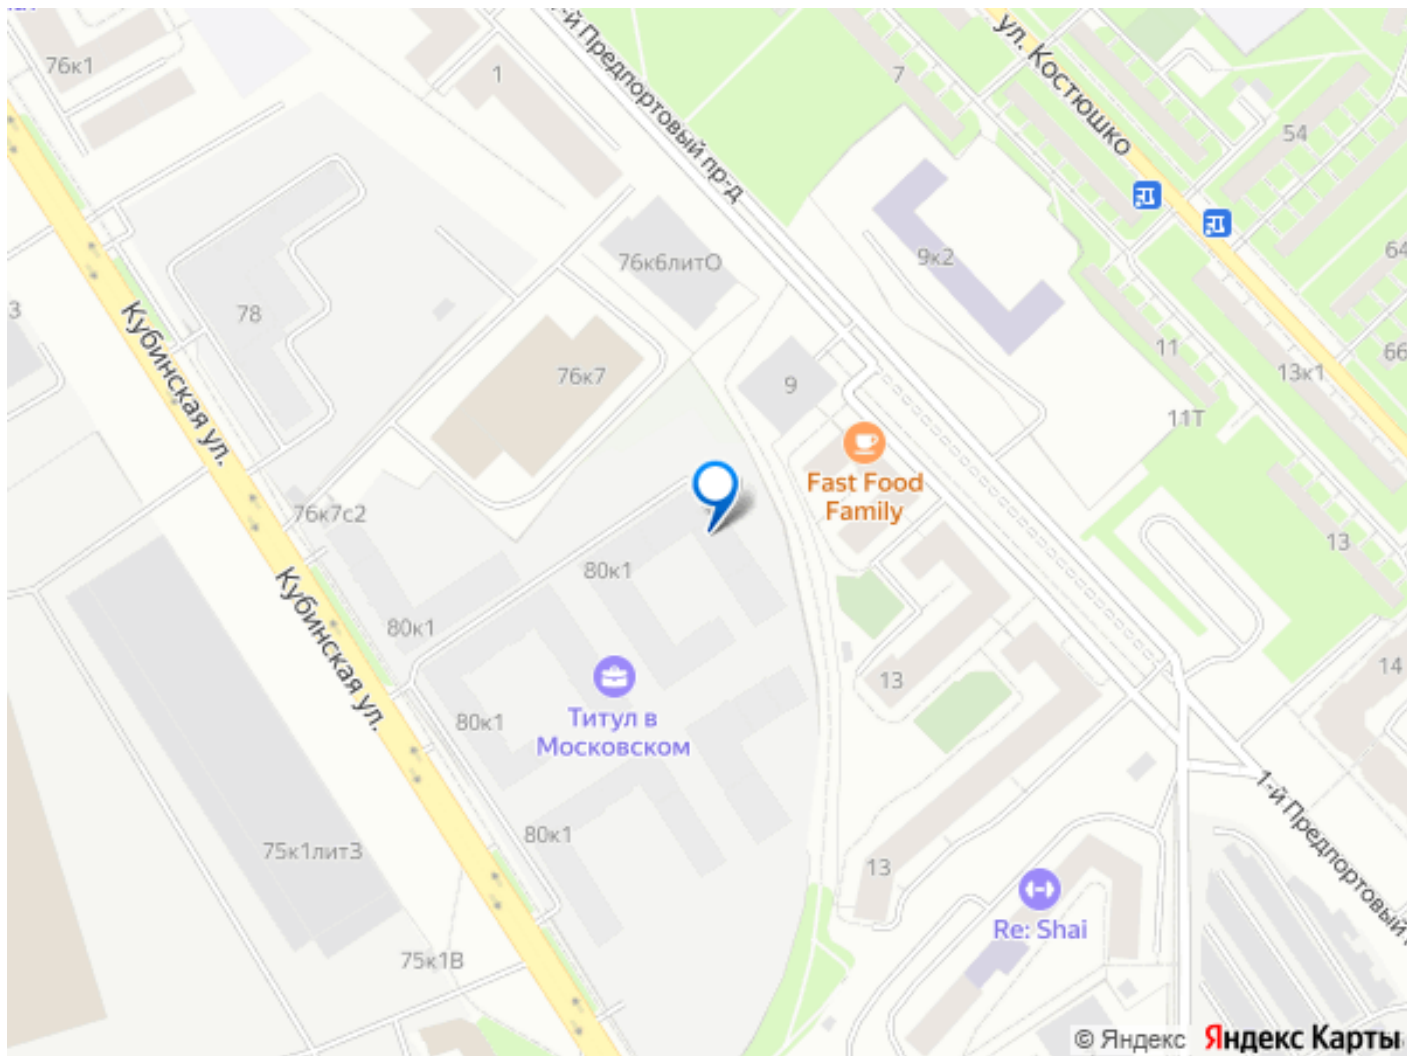 76к1
1
1-й Предпортовый пр-д
7
ул. Костюшко
54
3
78
76к6литО
9к2
64
Кубинская ул.
76к7
9
11
13к1
66
11Т
Fast Food
Family
76к7с2
80к1
13
Кубинская ул.
80к1
80к1
Титул в
Московском
13
14
80к1
75к1лит3
13
1-й Предпортовый
Re: Shai
75к1В
© Яндекс Яндекс Карты